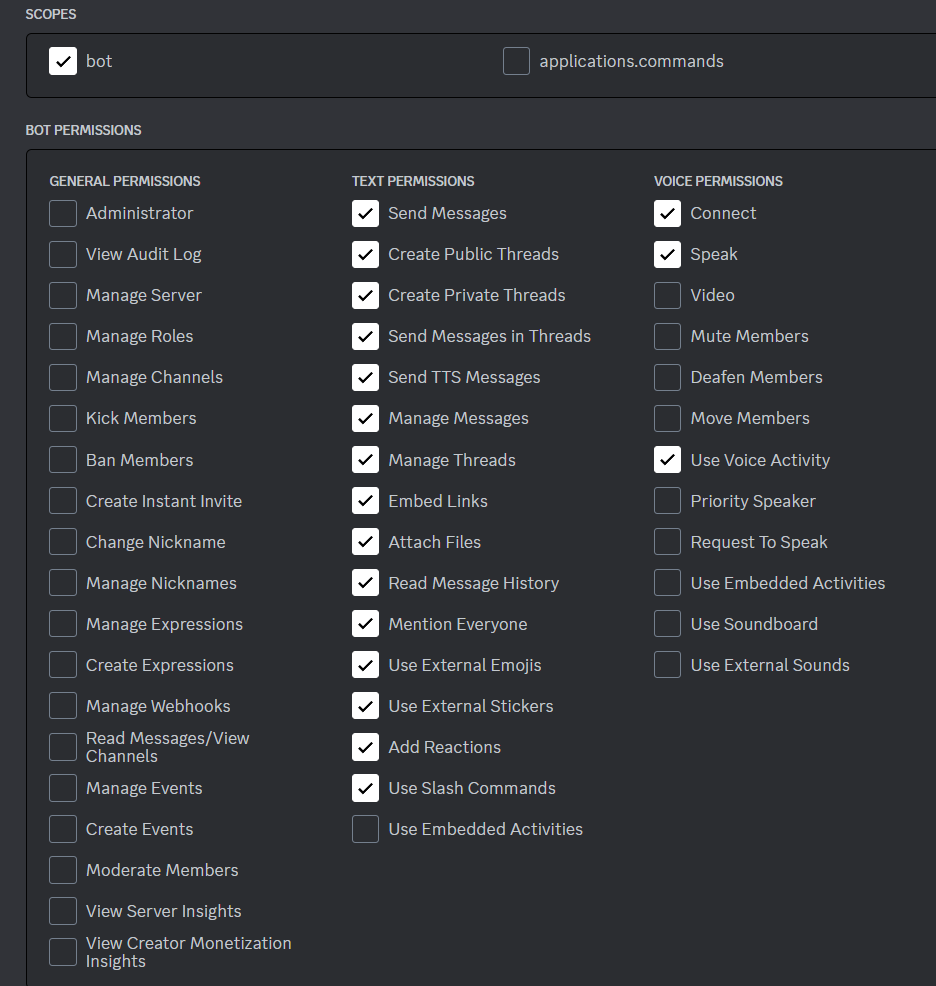 SCOPES
bot
applications.commands
BOT PERMISSIONS
GENERAL PERMISSIONS
Administrator
View Audit Log
Manage Server
Manage Roles
Manage Channels
Kick Members
Ban Members
Create Instant Invite
Change Nickname
Manage Nicknames
Manage Expressions
Create Expressions
Manage Webhooks
Read Messages/View
Channels
Manage Events
Create Events
Moderate Members
View Server Insights
View Creator Monetization
Insights
TEXT PERMISSIONS
Send Messages
Create Public Threads
Create Private Threads
Send Messages in Threads
Send TTS Messages
Manage Messages
Manage Threads
Embed Links
Attach Files
Read Message History
Mention Everyone
Use External Emojis
Use External Stickers
Add Reactions
Use Slash Commands
Use Embedded Activities
VOICE PERMISSIONS
Connect
Speak
Video
Mute Members
Deafen Members
Move Members
Use Voice Activity
Priority Speaker
Request To Speak
Use Embedded Activities
Use Soundboard
Use External Sounds